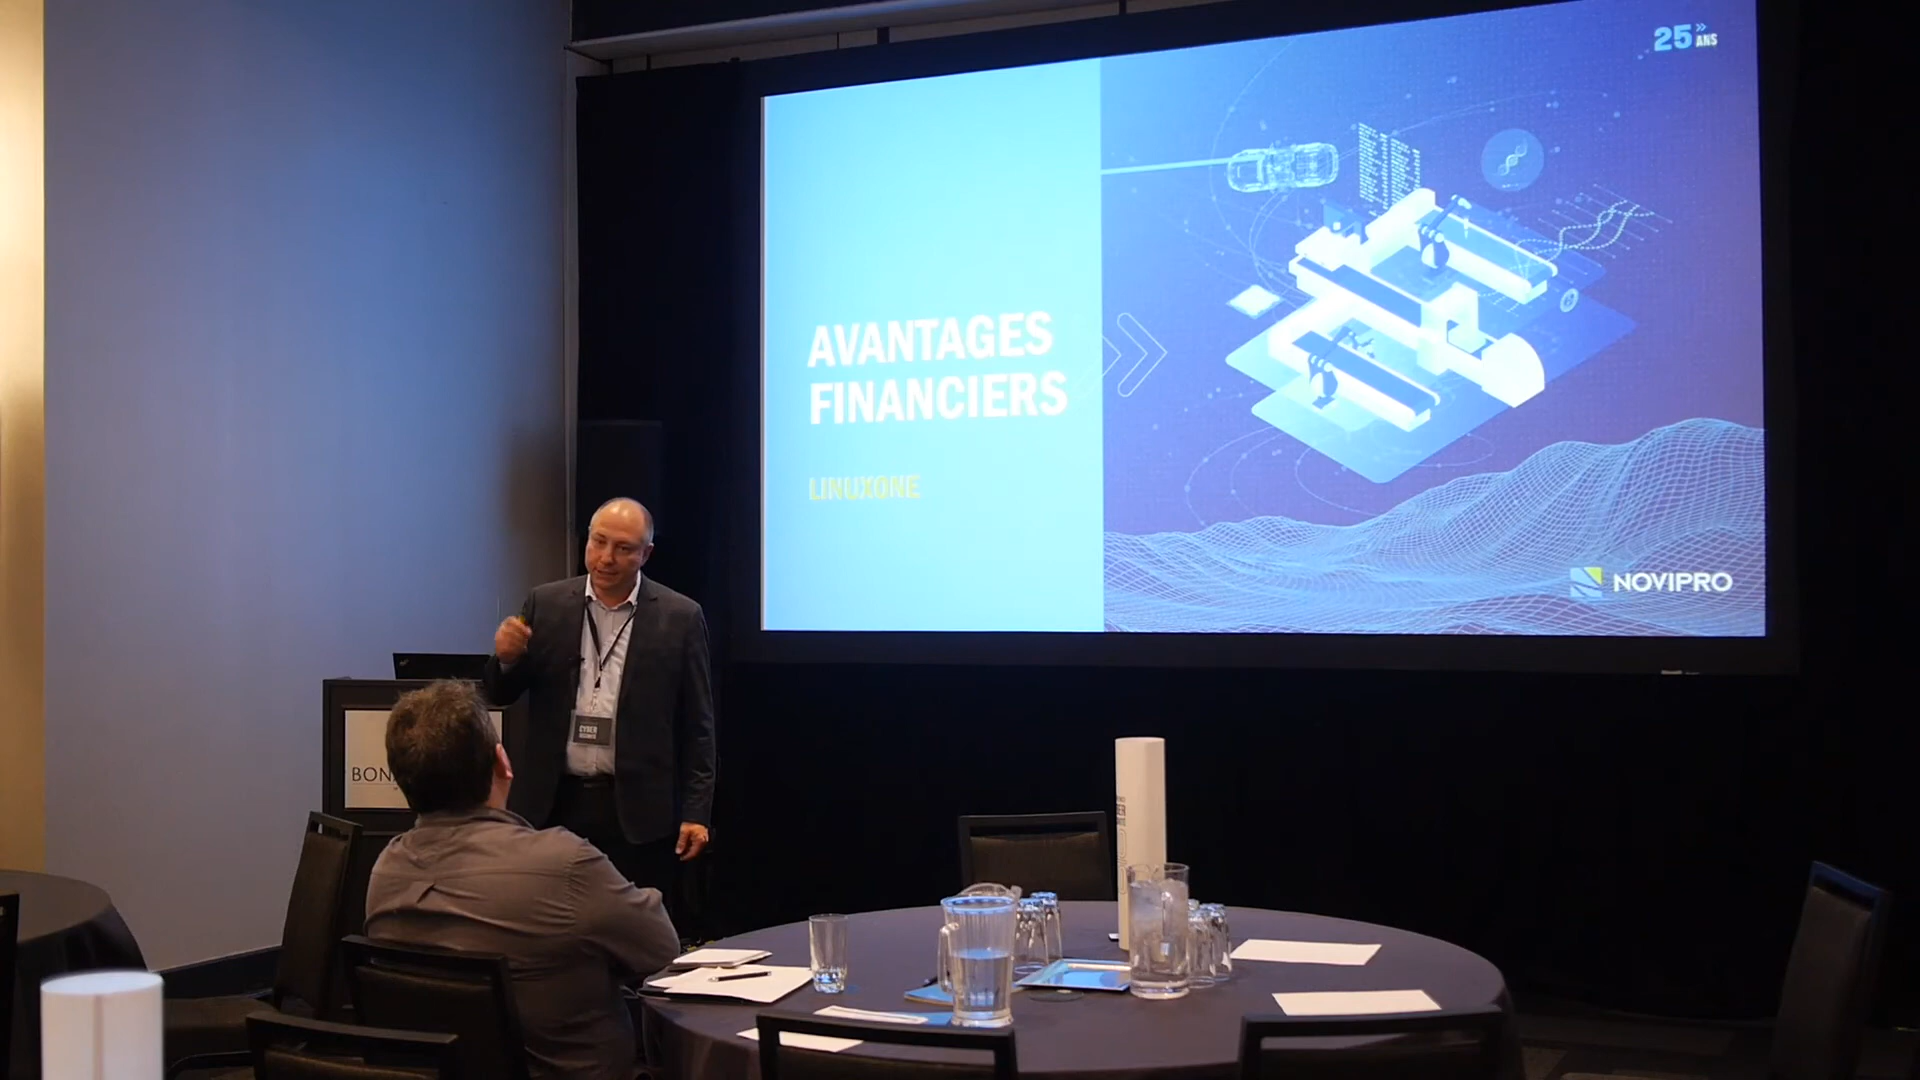 25 ANS
AVANTAGES
FINANCIERS
LINUXONE
NOVIPRO
CYBER
BON